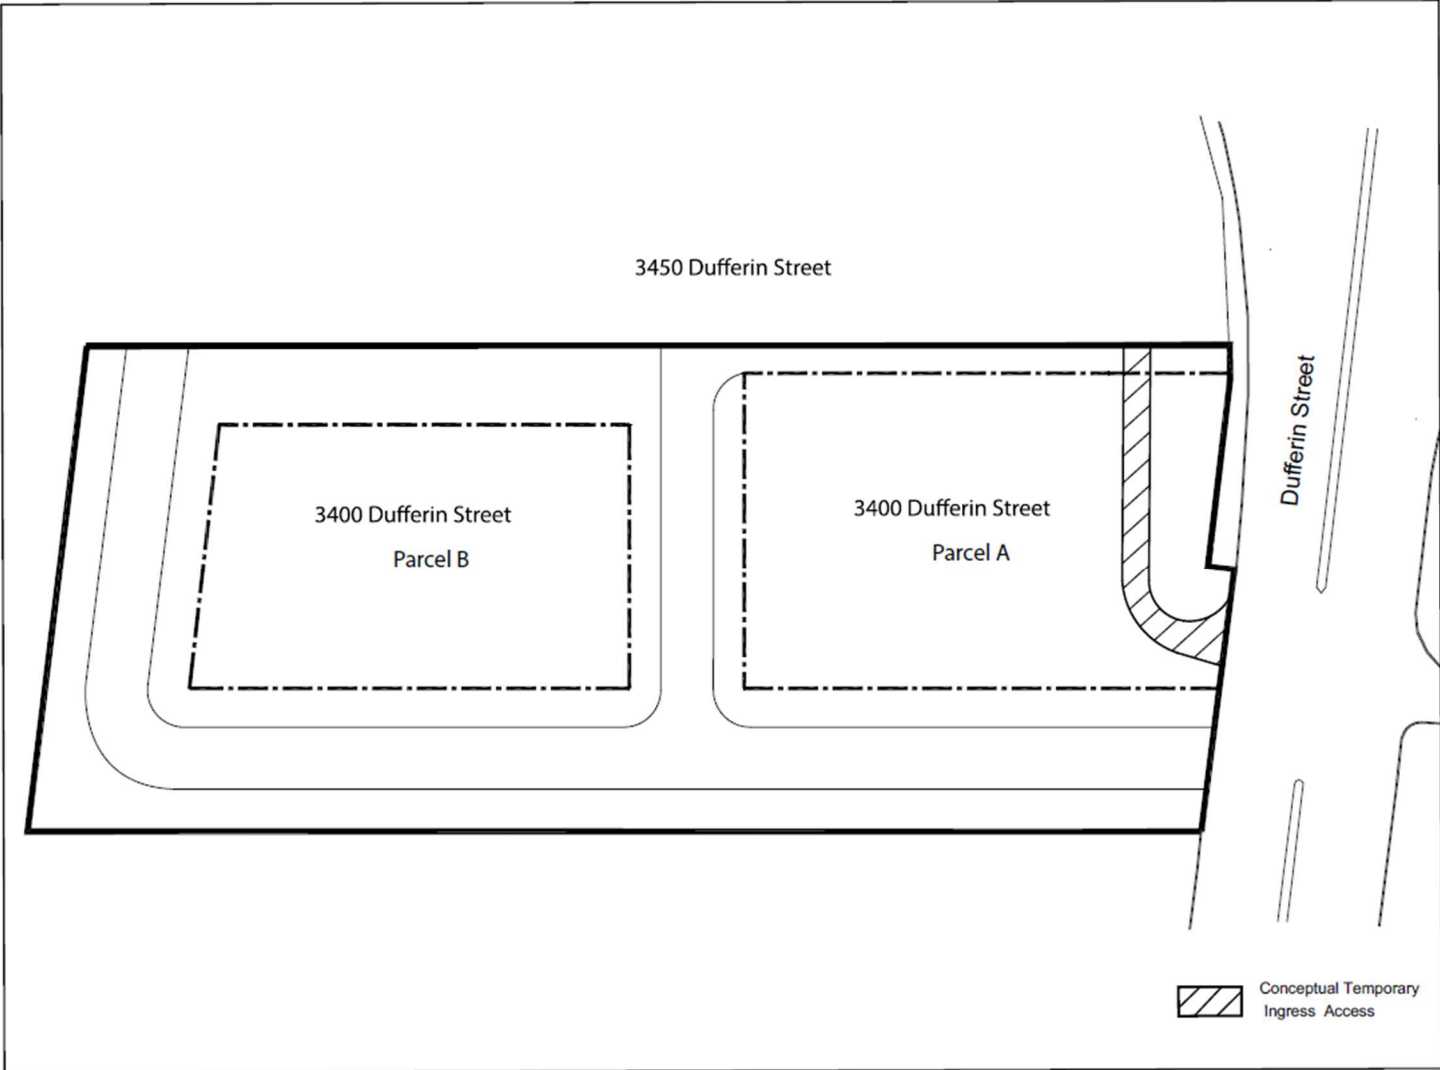 3450 Dufferin Street
Dufferin Street
3400 Dufferin Street
Parcel B
3400 Dufferin Street
Parcel A
Conceptual Temporary
Ingress Access